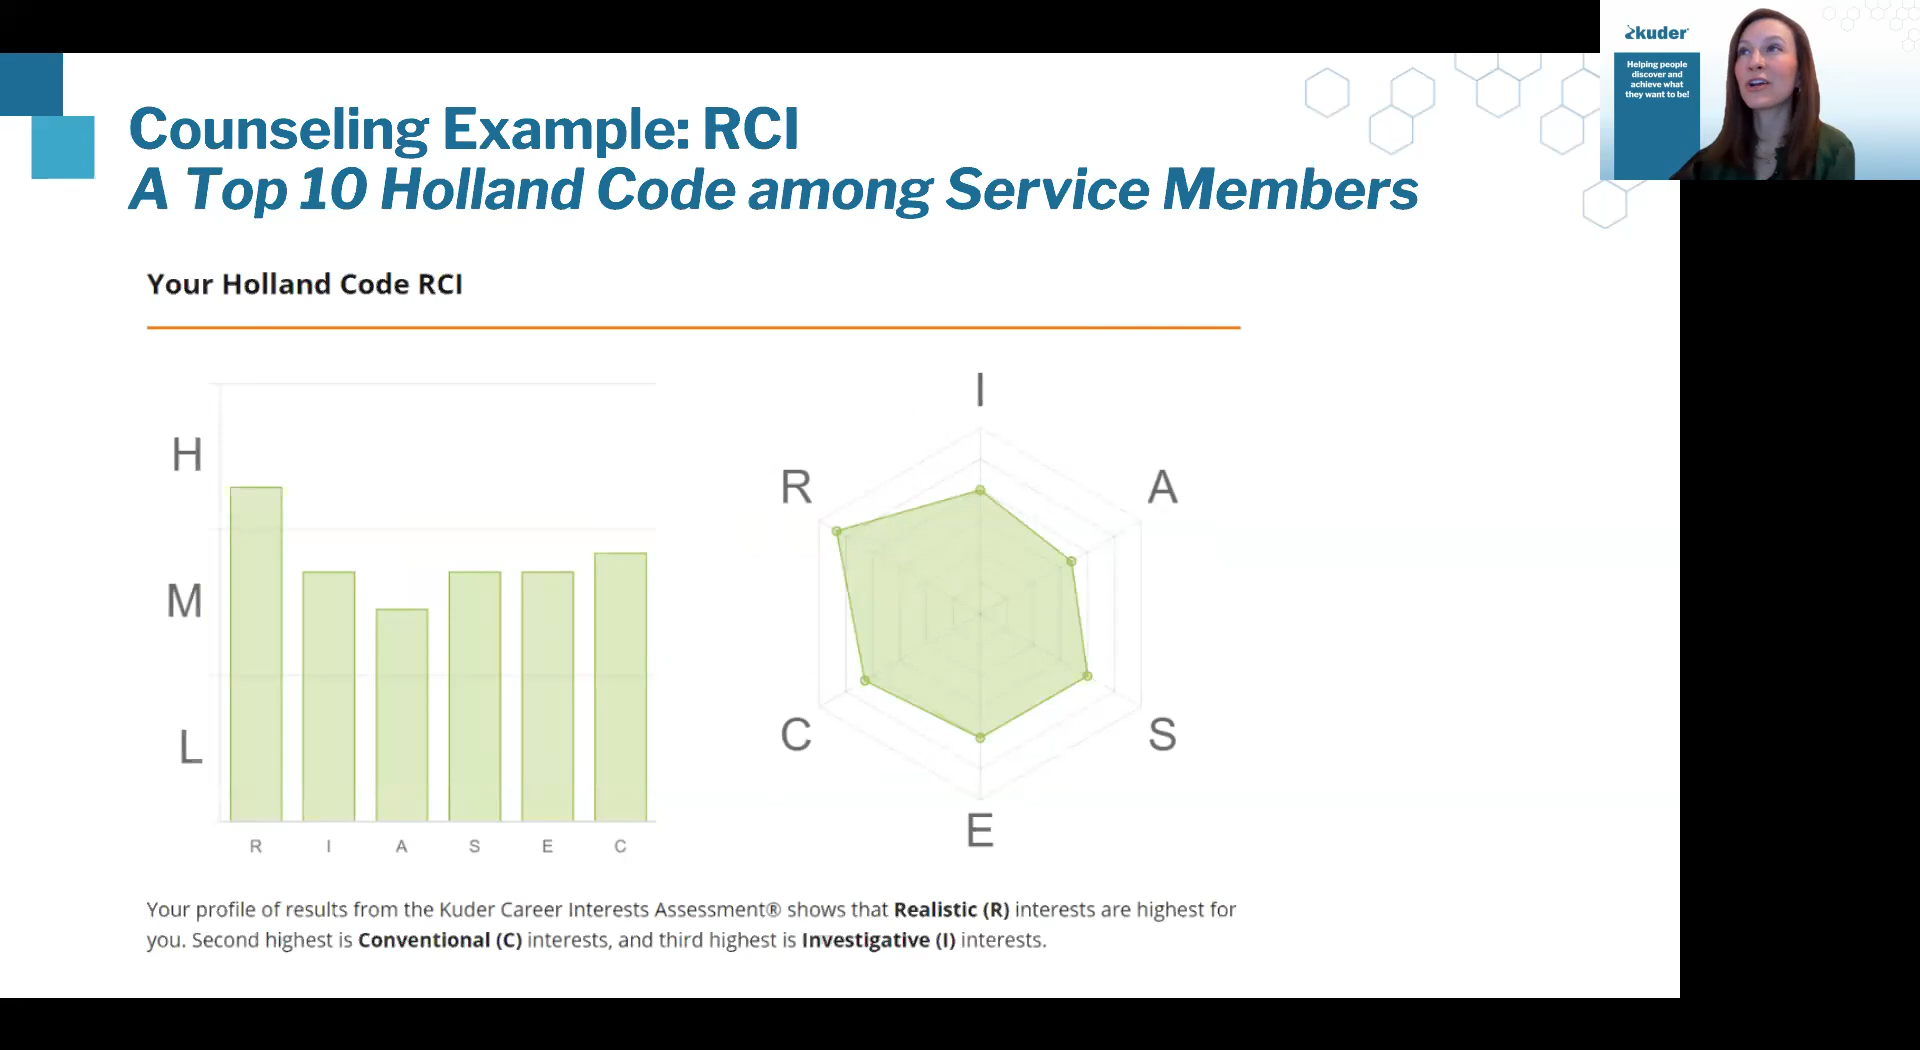 Counseling Example: RCI
A Top 10 Holland Code among Service Members
kuder®
Helping people
discover and
achieve what
they want to be!
Your Holland Code RCI
H
M
L
R I A S E C
I
R A
C S
E
Your profile of results from the Kuder Career Interests Assessment® shows that Realistic (R) interests are highest for
you. Second highest is Conventional (C) interests, and third highest is Investigative (I) interests.